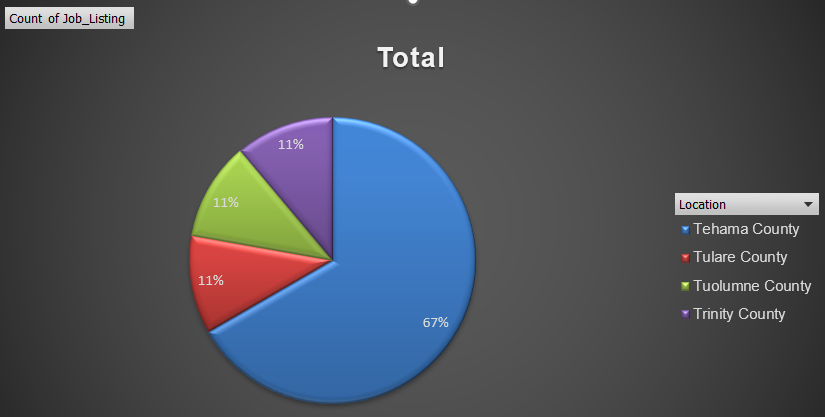 Count of Job_Listing
Total
11%
11%
11%
67%
Location
Tehama County
Tulare County
Tuolumne County
Trinity County